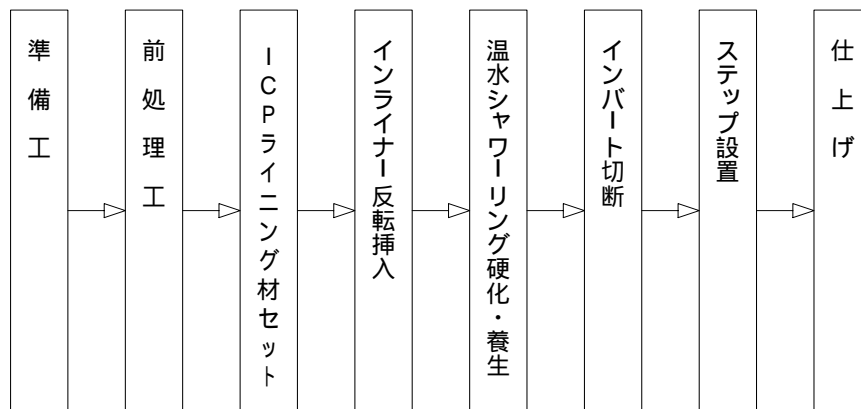 準備工
前処理工
ICPライニング材セット
インライナー反転挿入
温水シャワーリング硬化・養生
インバート切断
ステップ設置
仕上げ